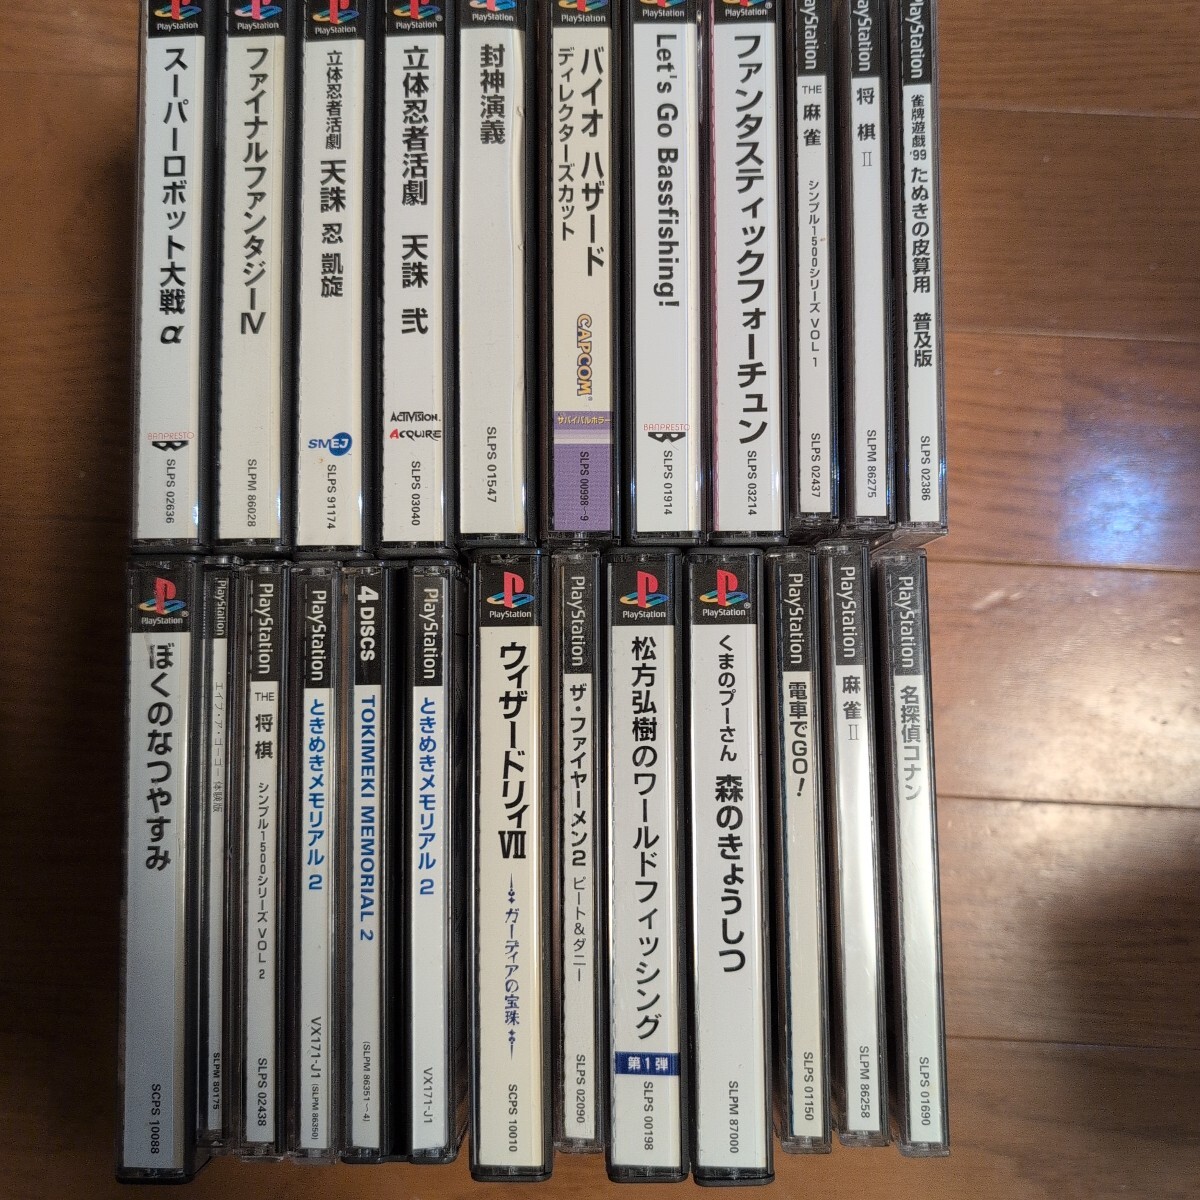 PlayStation
スーパーロボット大戦α
BANPRESTO
SLPS 02636
PlayStation
ファイナルファンタジーIV
SLPM 86028
PlayStation
立体忍者活劇 天誅 忍 凱旋
SMEJ
SLPS 91174
PlayStation
立体忍者活劇 天誅 弐
ACTIVISION.
ACQUIRE
SLPS 03040
PlayStation
封神演義
SLPS 01547
PlayStation
バイオ ハザード
ディレクターズカット
CAPCOM
サバイバルホラー
SLPS 00998~9
PlayStation
Let's Go Bassfishing!
BANPRESTO
SLPS 01914
PlayStation
ファンタスティックフォーチュン
SLPS 03214
PlayStation
THE 麻雀 シンプル1500シリーズ VOL 1
SLPS 02437
PlayStation
将棋 II
SLPM 86275
PlayStation
雀牌遊戯'99 たぬきの皮算用 普及版
SLPS 02386
PlayStation
ぼくのなつやすみ
SCPS 10088
PlayStation
エイプ・ア・ゴーゴー 体験版
SLPM 80175
PlayStation
THE 将棋 シンプル1500シリーズ VOL 2
SLPS 02438
PlayStation
ときめきメモリアル 2
VX171-J1 (SLPM 86350)
4 DISCS
TOKIMEKI MEMORIAL 2
(SLPM 86351~4)
PlayStation
ときめきメモリアル 2
VX171-J1
PlayStation
ウィザードリィVII
ガーディアの宝珠
SCPS 10010
PlayStation
ザ・ファイヤーメン2 ピート&ダニー
SLPS 02090
PlayStation
松方弘樹のワールドフィッシング
第1弾
SLPS 00198
PlayStation
くまのプーさん 森のきょうしつ
SLPM 87000
PlayStation
電車でGO!
SLPS 01150
PlayStation
麻雀 II
SLPM 86258
PlayStation
名探偵コナン
SLPS 01690